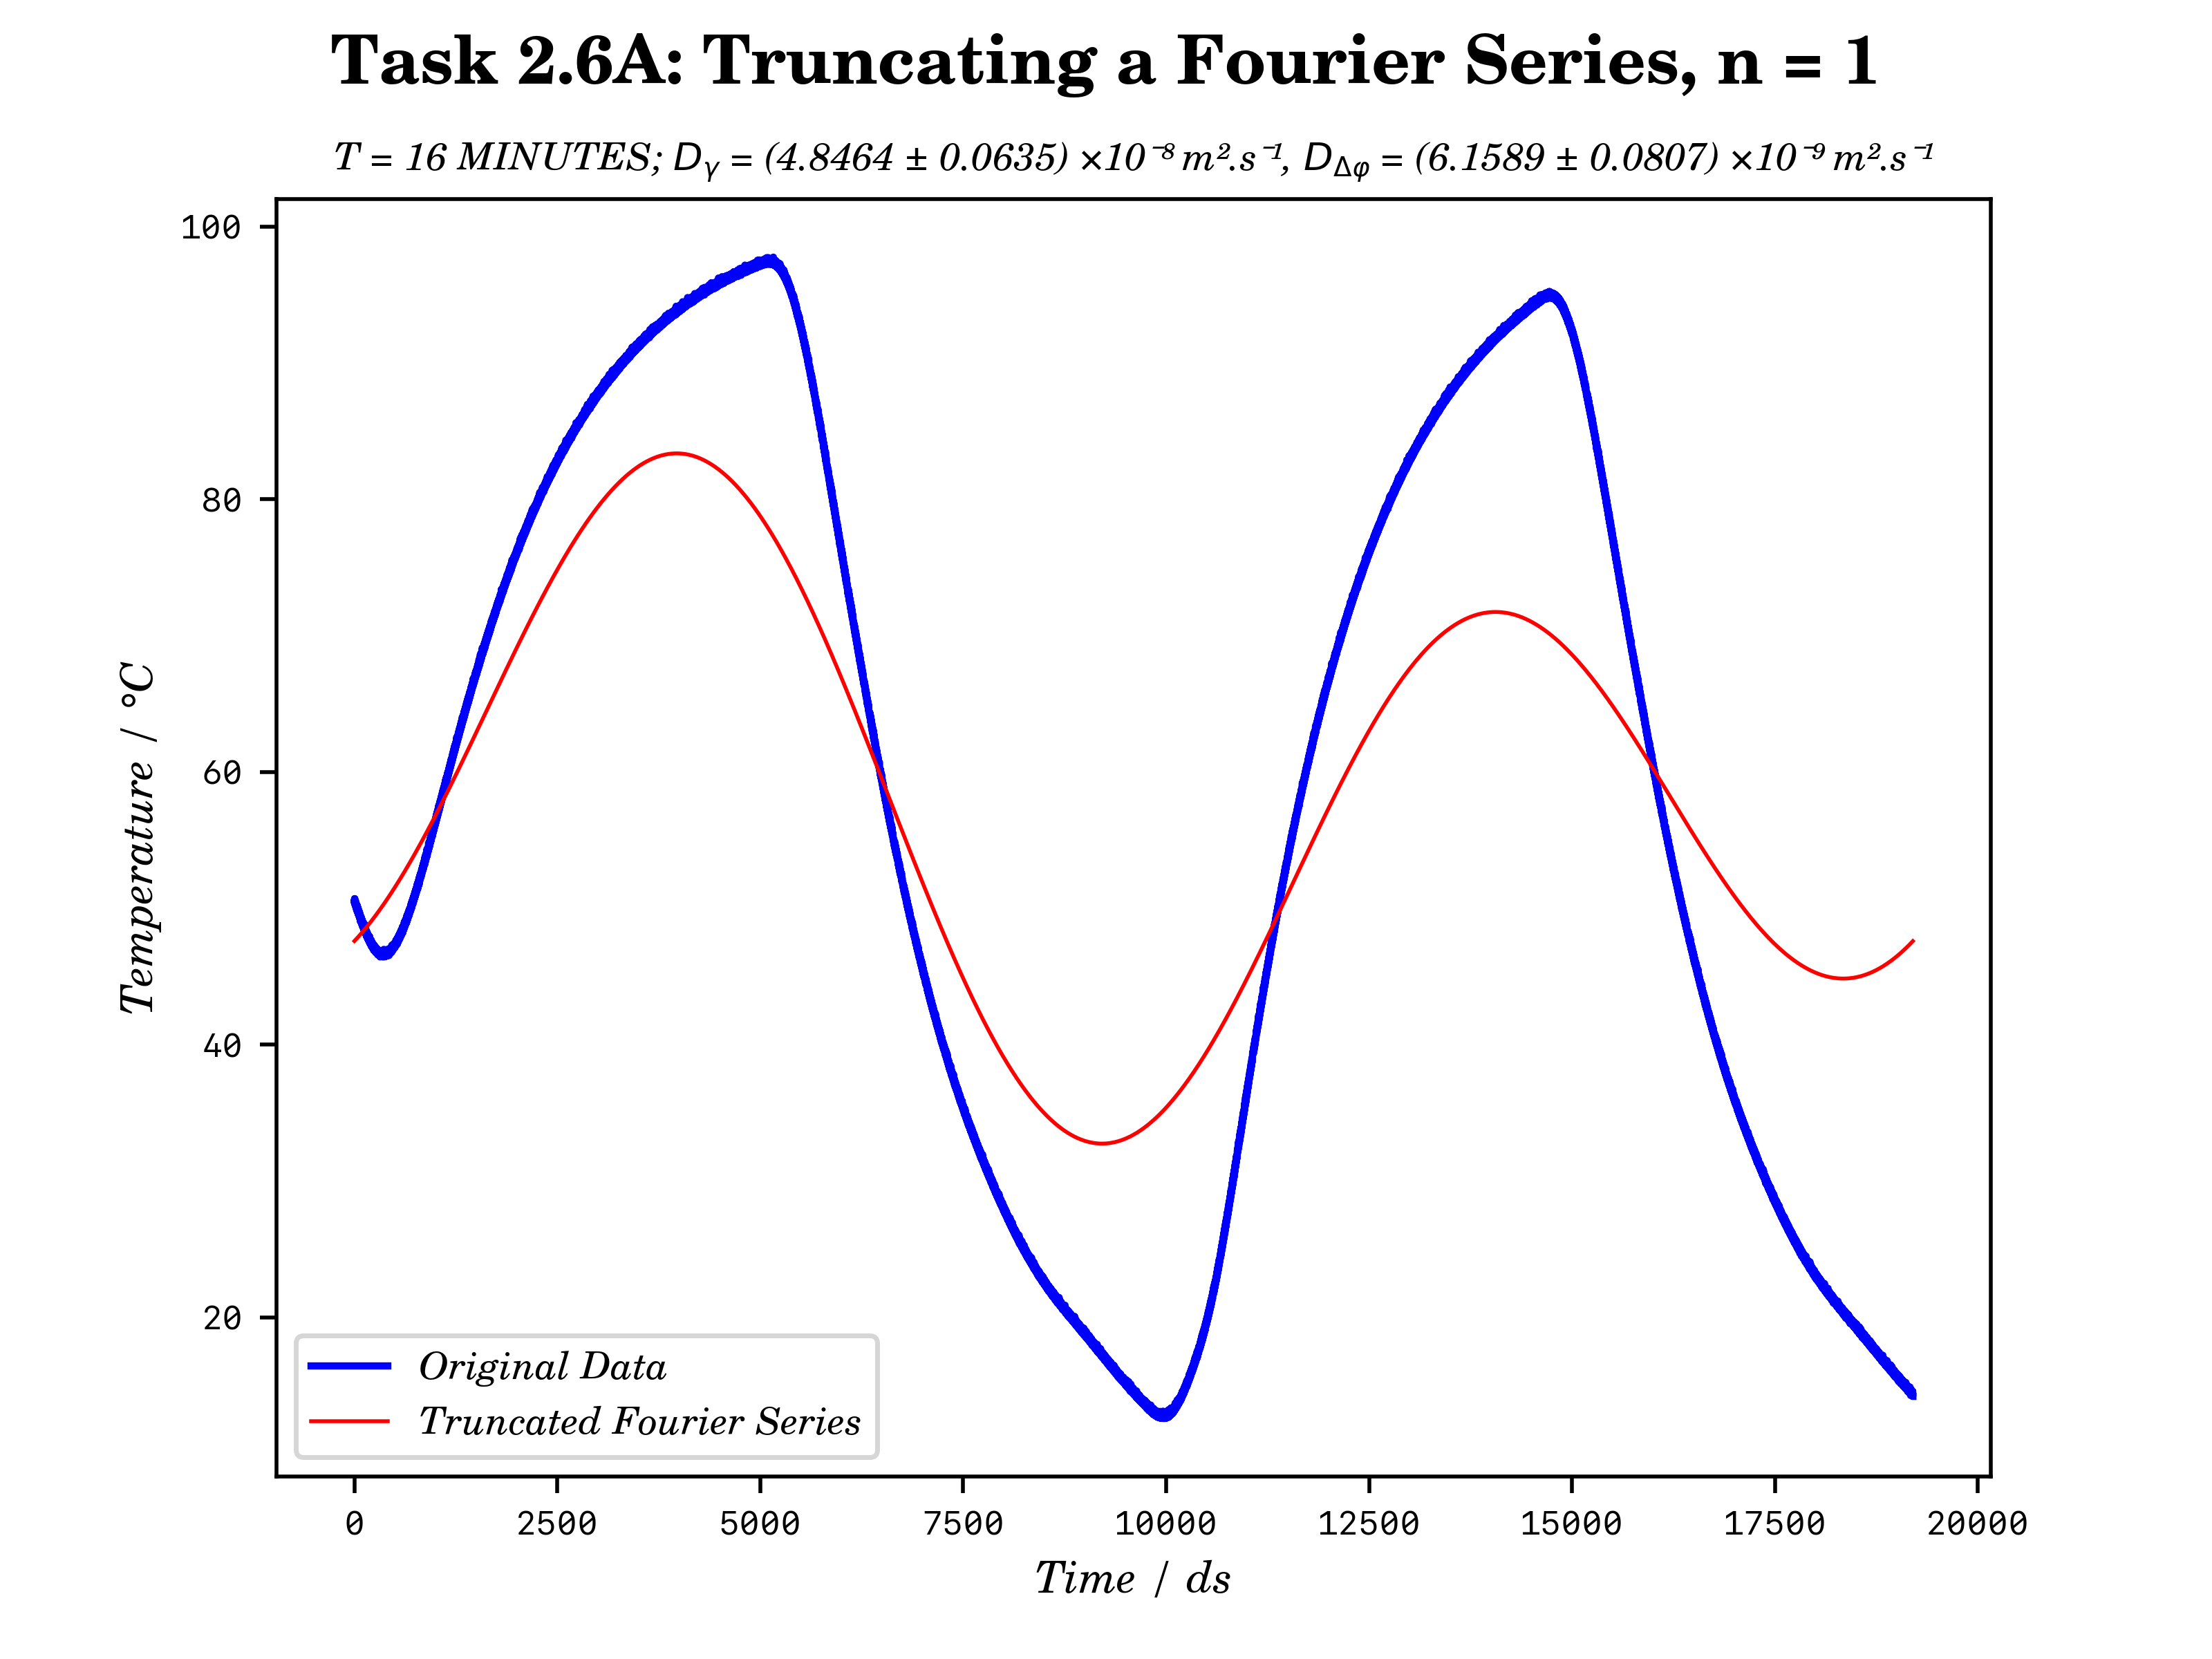 Task 2.6A: Truncating a Fourier Series, n = 1
T = 16 MINUTES; Dᵧ = (4.8464 ± 0.0635) ×10⁻⁸ m².s⁻¹, D_Δφ = (6.1589 ± 0.0807) ×10⁻⁹ m².s⁻¹
100
80
60
40
20
Temperature / °C
Original Data
Truncated Fourier Series
0 2500 5000 7500 10000 12500 15000 17500 20000
Time / ds